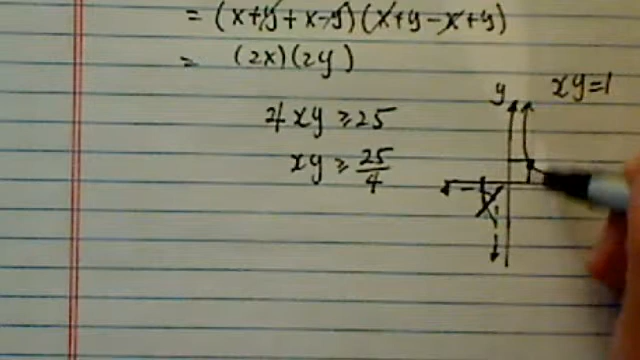 = (x+y+x-y)(x+y-x+y)
= (2x)(2y)
y xy=1
4xy ≥ 25
xy ≥ 25/4